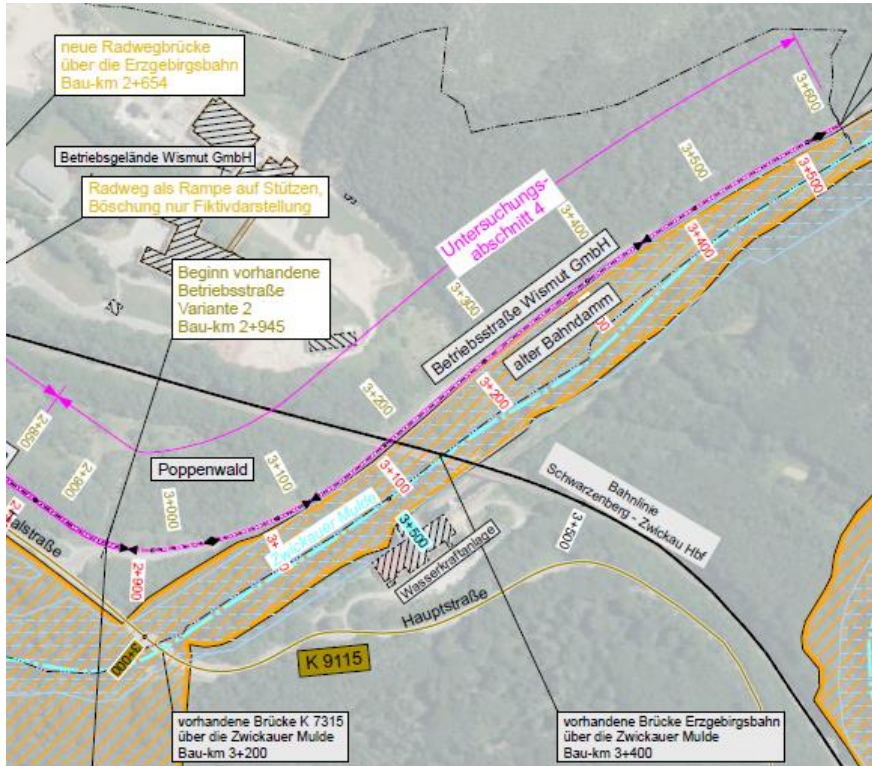 neue Radwegbrücke
über die Erzgebirgsbahn
Bau-km 2+654
Betriebsgelände Wismut GmbH
Radweg als Rampe auf Stützen,
Böschung nur Fiktivdarstellung
Beginn vorhandene
Betriebsstraße
Variante 2
Bau-km 2+945
Untersuchungs-
abschnitt 4
3+600
3+500
3+500
3+400
3+400
3+300
Betriebsstraße Wismut GmbH
alter Bahndamm
3+200
3+200
2+850
2+900
3+000
3+100
3+100
Poppenwald
Zwickauer Mulde
3+500
Wasserkraftanlage
Bahnlinie
Schwarzenberg - Zwickau Hbf
3+500
Hauptstraße
talstraße
2+900
3+000
K 9115
vorhandene Brücke K 7315
über die Zwickauer Mulde
Bau-km 3+200
vorhandene Brücke Erzgebirgsbahn
über die Zwickauer Mulde
Bau-km 3+400